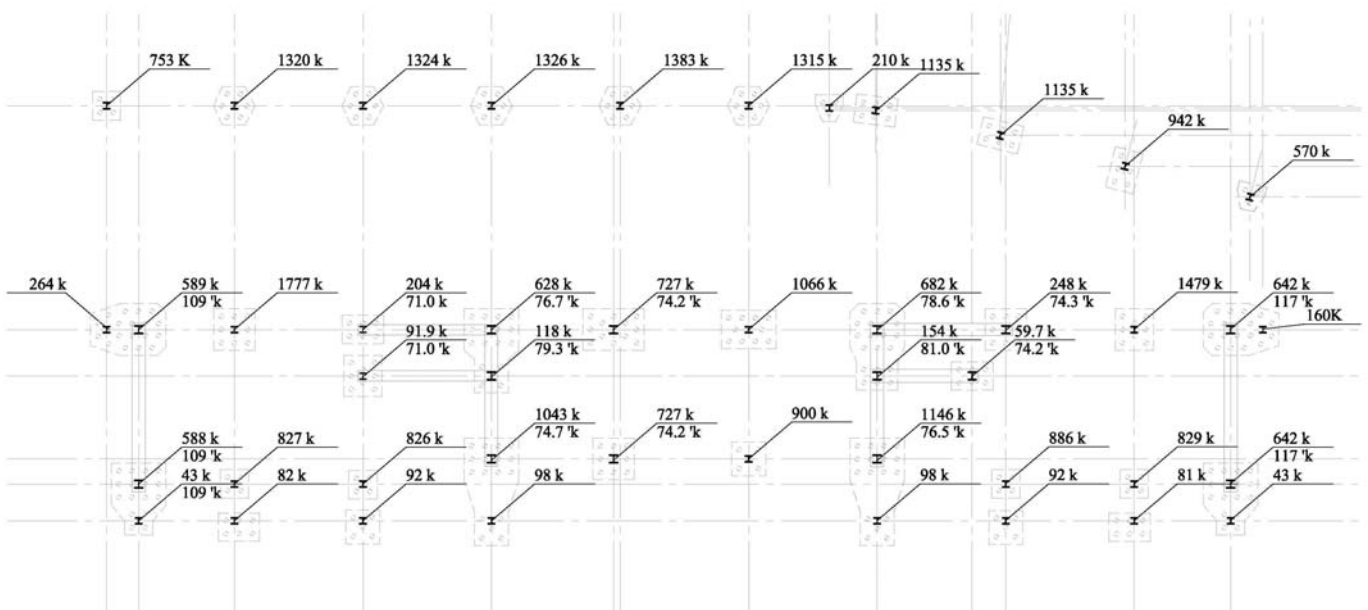 753 K
1320 k
1324 k
1326 k
1383 k
1315 k
210 k
1135 k
1135 k
942 k
570 k
264 k
589 k
109 'k
1777 k
204 k
71.0 k
628 k
76.7 'k
727 k
74.2 'k
1066 k
682 k
78.6 'k
248 k
74.3 'k
1479 k
642 k
117 'k
160K
91.9 k
71.0 'k
118 k
79.3 'k
154 k
81.0 'k
59.7 k
74.2 'k
588 k
109 'k
827 k
826 k
1043 k
74.7 'k
727 k
74.2 'k
900 k
1146 k
76.5 'k
886 k
829 k
642 k
117 'k
43 k
109 'k
82 k
92 k
98 k
98 k
92 k
81 k
43 k